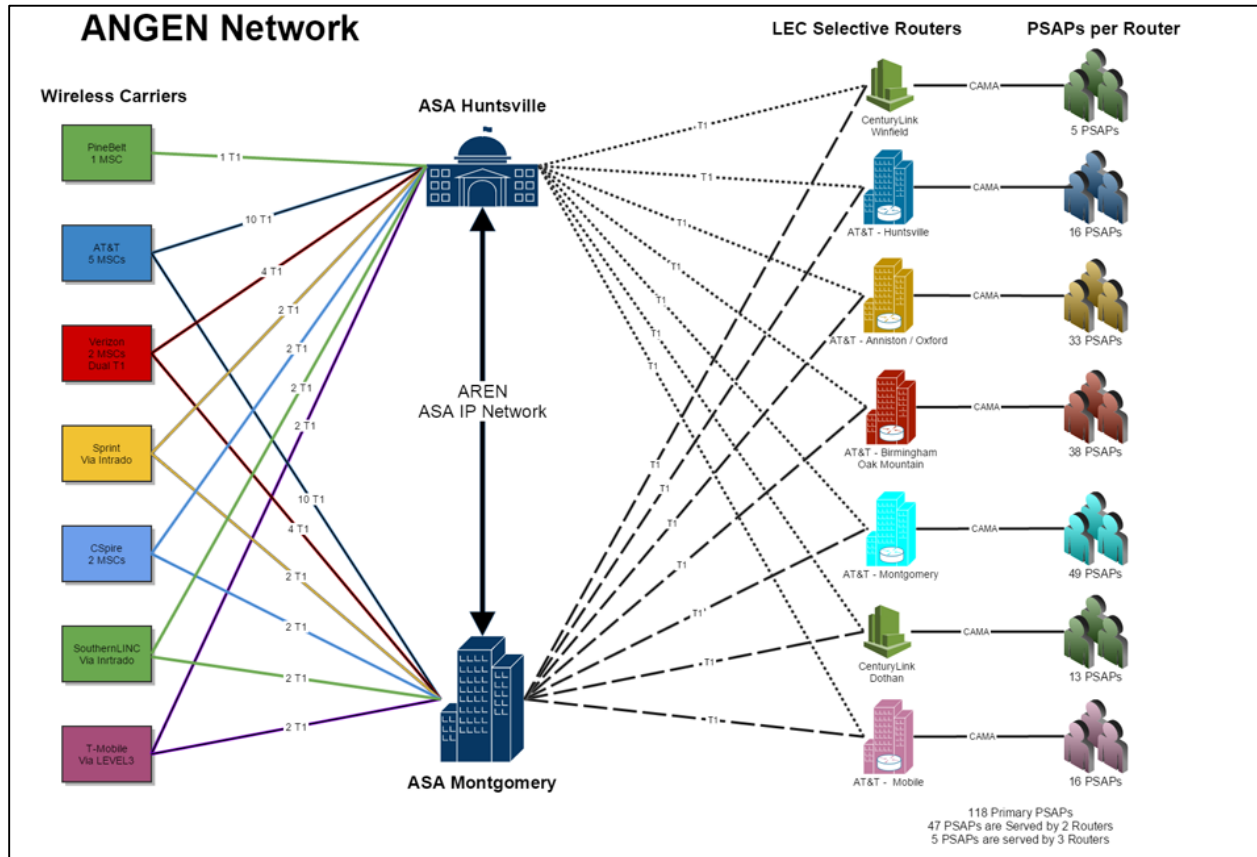 ANGEN Network
Wireless Carriers
PineBelt
1 MSC
AT&T
5 MSCs
Verizon
2 MSCs
Dual T1
Sprint
Via Intrado
CSpire
2 MSCs
SouthernLINC
Via Inrtrado
T-Mobile
Via LEVEL3
1 T1
10 T1
4 T1
2 T1
2 T1
2 T1
2 T1
10 T1
4 T1
2 T1
2 T1
2 T1
2 T1
ASA Huntsville
AREN
ASA IP Network
ASA Montgomery
T1
T1
T1
T1
T1
T1
T1
T1
T1
T1
T1
T1
T1
T1
LEC Selective Routers
CenturyLink
Winfield
AT&T - Huntsville
AT&T - Anniston / Oxford
AT&T - Birmingham
Oak Mountain
AT&T - Montgomery
CenturyLink
Dothan
AT&T - Mobile
CAMA
CAMA
CAMA
CAMA
CAMA
CAMA
CAMA
PSAPs per Router
5 PSAPs
16 PSAPs
33 PSAPs
38 PSAPs
49 PSAPs
13 PSAPs
16 PSAPs
118 Primary PSAPs
47 PSAPs are Served by 2 Routers
5 PSAPs are served by 3 Routers